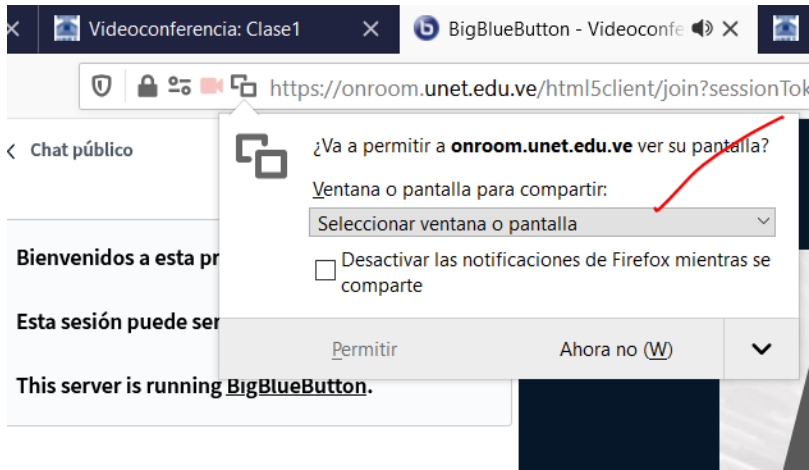 Videoconferencia: Clase1
BigBlueButton - Videoconfe
https://onroom.unet.edu.ve/html5client/join?sessionTok
Chat público
¿Va a permitir a onroom.unet.edu.ve ver su pantalla?
Ventana o pantalla para compartir:
Seleccionar ventana o pantalla
Desactivar las notificaciones de Firefox mientras se
comparte
Bienvenidos a esta pr
Esta sesión puede ser
Permitir
Ahora no (W)
This server is running BigBlueButton.